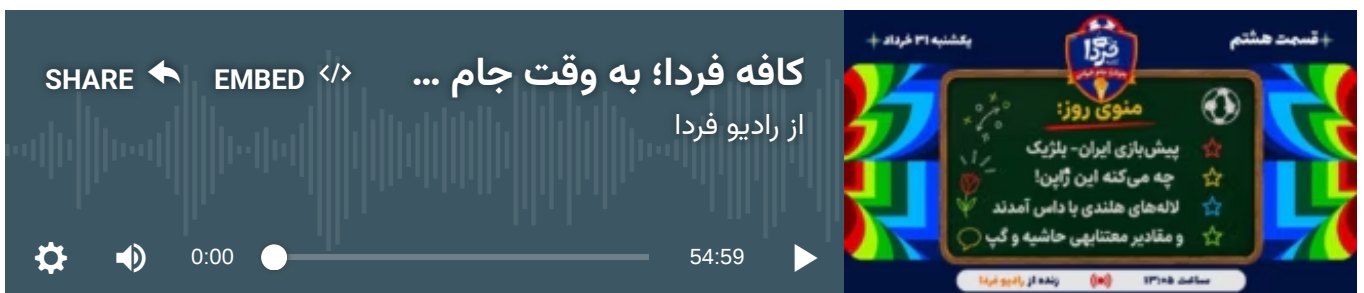 کافه فردا؛ به وقت جام ...
EMBED </>
SHARE
از رادیو فردا
0:00
54:59
+ قسمت هشتم
یکشنبه ۳۱ خرداد +
فردا
منوی روز:
پیش‌بازی ایران- بلژیک
چه می‌کنه این ژاپن!
لاله‌های هلندی با داس آمدند
و مقادیر معتنابهی حاشیه و گپ
ساعت ۱۳:۰۵
زنده از رادیو فردا